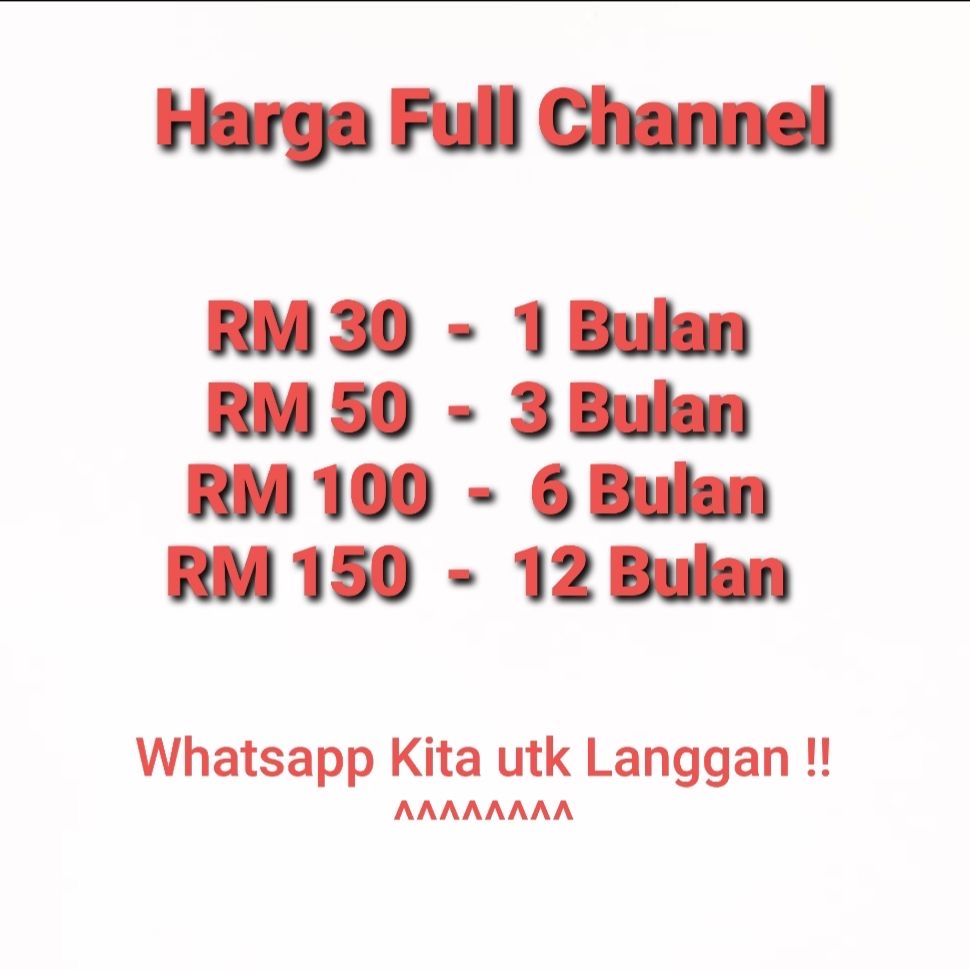 Harga Full Channel
RM 30 - 1 Bulan
RM 50 - 3 Bulan
RM 100 - 6 Bulan
RM 150 - 12 Bulan
Whatsapp Kita utk Langgan !!
^^^^^^^^